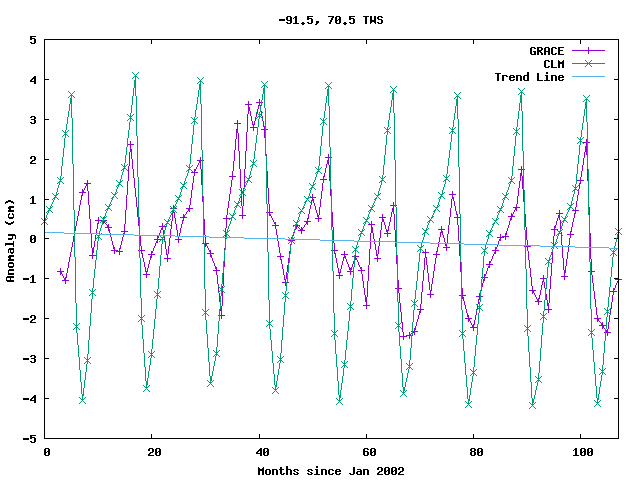 -91.5, 70.5 TWS
GRACE
CLM
Trend Line
5
4
3
2
1
0
-1
-2
-3
-4
-5
Anomaly (cm)
0 20 40 60 80 100
Months since Jan 2002